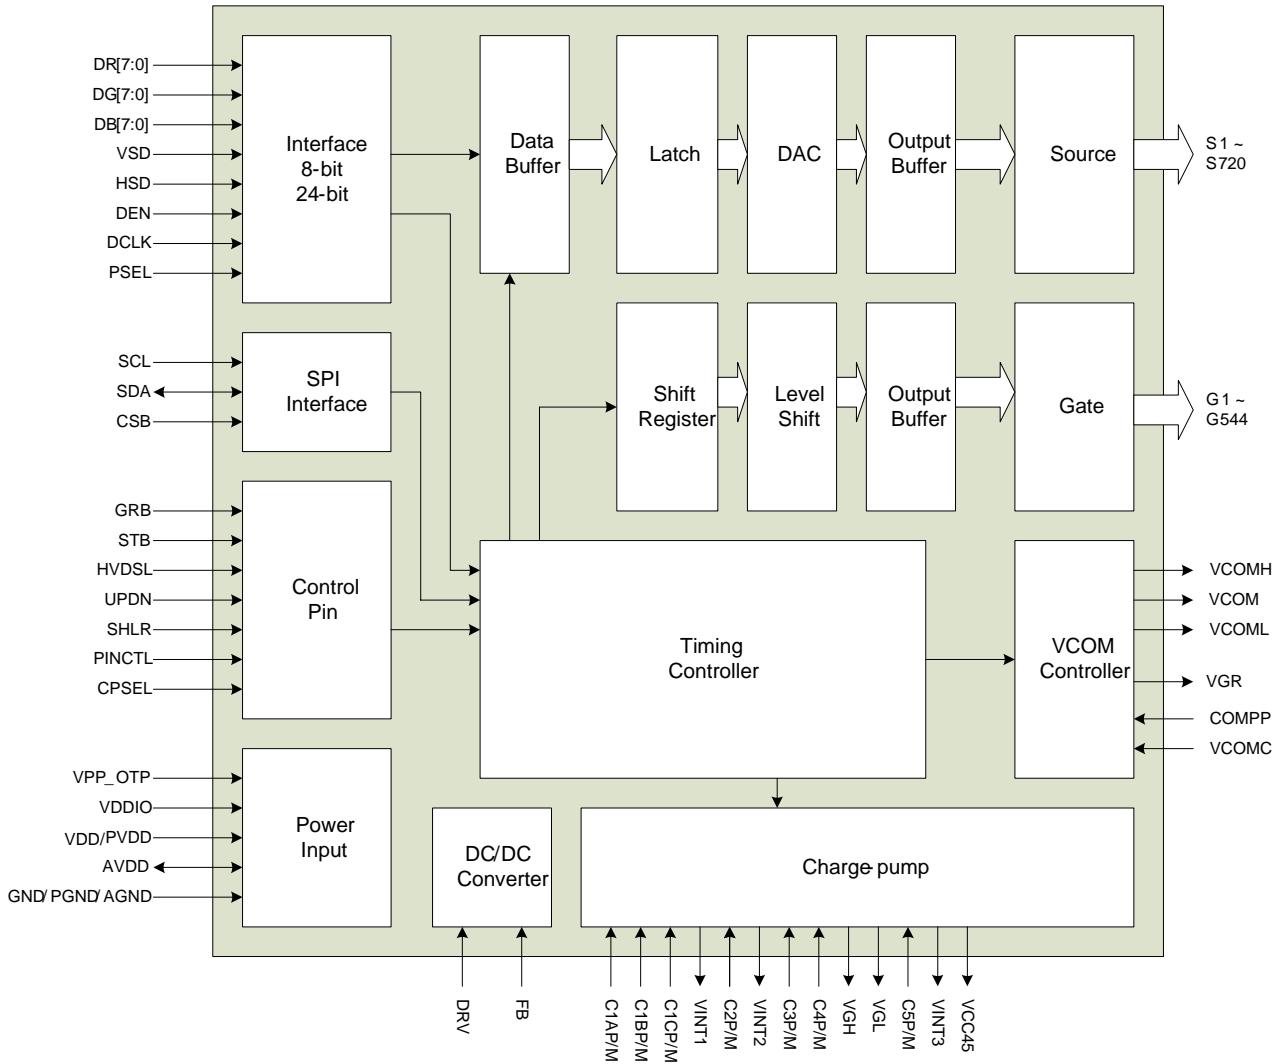 DR[7:0]
DG[7:0]
DB[7:0]
VSD
HSD
DEN
DCLK
PSEL
Interface
8-bit
24-bit
Data
Buffer
Latch
DAC
Output
Buffer
Source
S1 ~
S720
SCL
SDA
CSB
SPI
Interface
Shift
Register
Level
Shift
Output
Buffer
Gate
G1 ~
G544
GRB
STB
HVDSL
UPDN
SHLR
PINCTL
CPSEL
Control
Pin
Timing
Controller
VCOM
Controller
VCOMH
VCOM
VCOML
VGR
COMPP
VCOMC
VPP_OTP
VDDIO
VDD/PVDD
AVDD
GND/PGND/AGND
Power
Input
DC/DC
Converter
Charge-pump
DRV
FB
C1AP/M
C1BP/M
C1CP/M
VINT1
C2P/M
VINT2
C3P/M
C4P/M
VGH
VGL
C5P/M
VINT3
VCC45